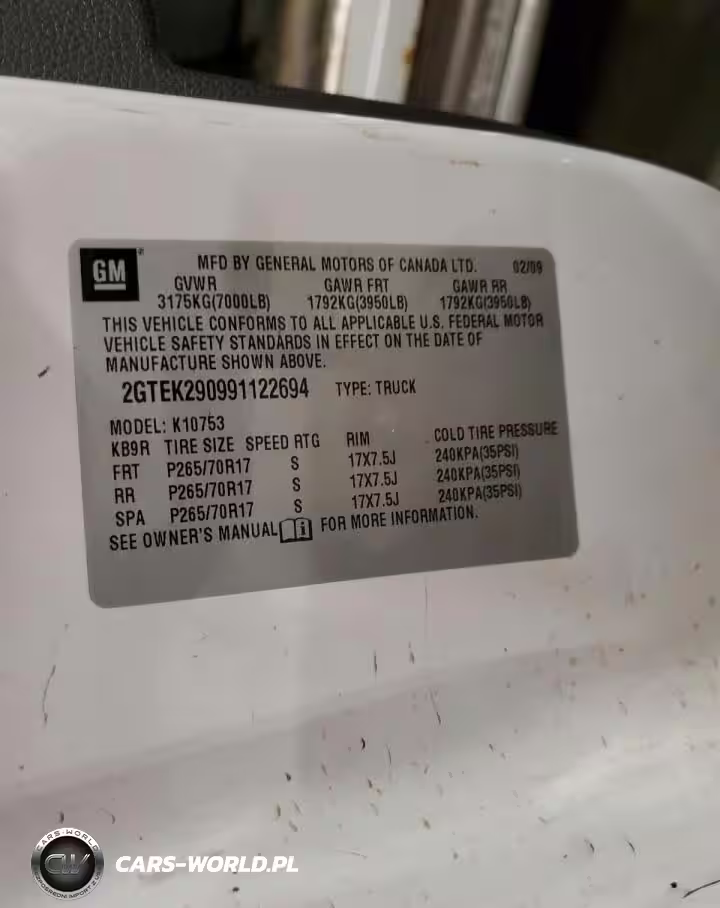 GM
MFD BY GENERAL MOTORS OF CANADA LTD. 02/09
GVWR GAWR FRT GAWR RR
3175KG(7000LB) 1792KG(3950LB) 1792KG(3950LB)
THIS VEHICLE CONFORMS TO ALL APPLICABLE U.S. FEDERAL MOTOR
VEHICLE SAFETY STANDARDS IN EFFECT ON THE DATE OF
MANUFACTURE SHOWN ABOVE.
2GTEK290991122694 TYPE: TRUCK
MODEL: K10753
KB9R TIRE SIZE SPEED RTG RIM COLD TIRE PRESSURE
FRT P265/70R17 S 17X7.5J 240KPA(35PSI)
RR P265/70R17 S 17X7.5J 240KPA(35PSI)
SPA P265/70R17 S 17X7.5J 240KPA(35PSI)
SEE OWNER'S MANUAL i FOR MORE INFORMATION.
CARS-WORLD
CW
CARS-WORLD.PL